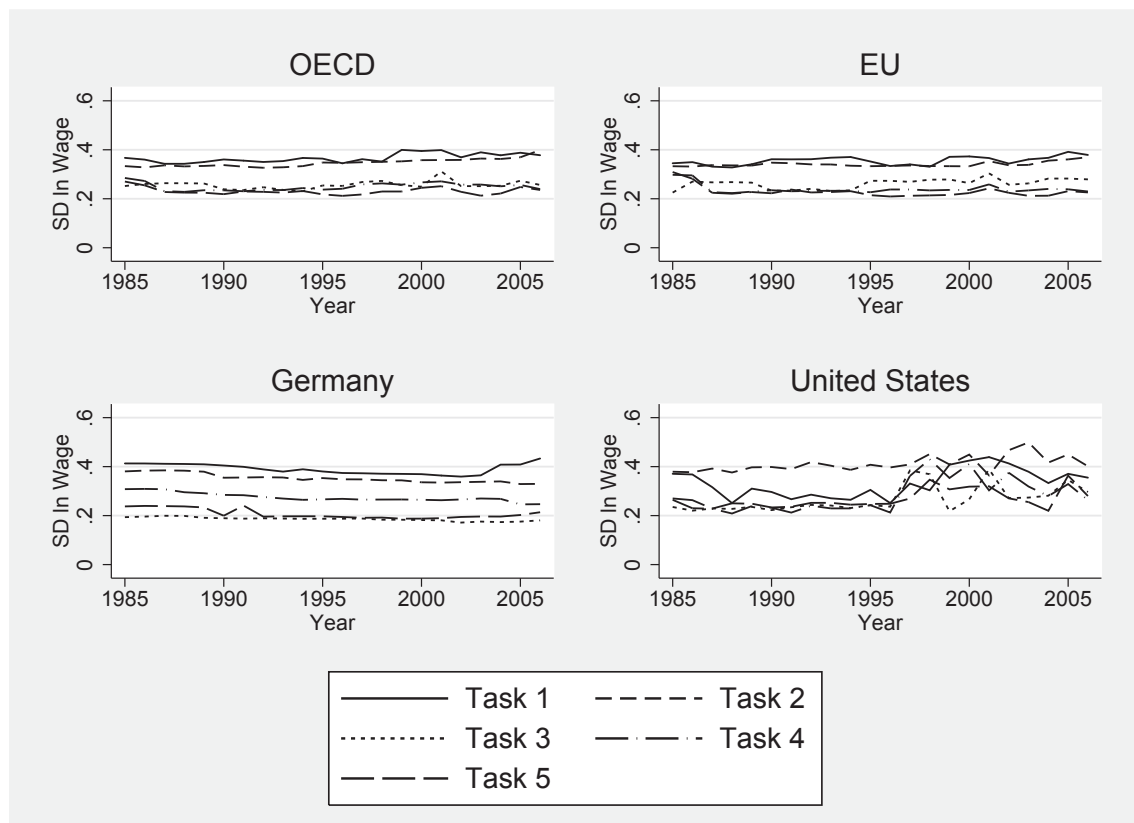 OECD
SD ln Wage
0 .2 .4 .6
1985 1990 1995 2000 2005
Year
EU
SD ln Wage
0 .2 .4 .6
1985 1990 1995 2000 2005
Year
Germany
SD ln Wage
0 .2 .4 .6
1985 1990 1995 2000 2005
Year
United States
SD ln Wage
0 .2 .4 .6
1985 1990 1995 2000 2005
Year
Task 1 Task 2
Task 3 Task 4
Task 5